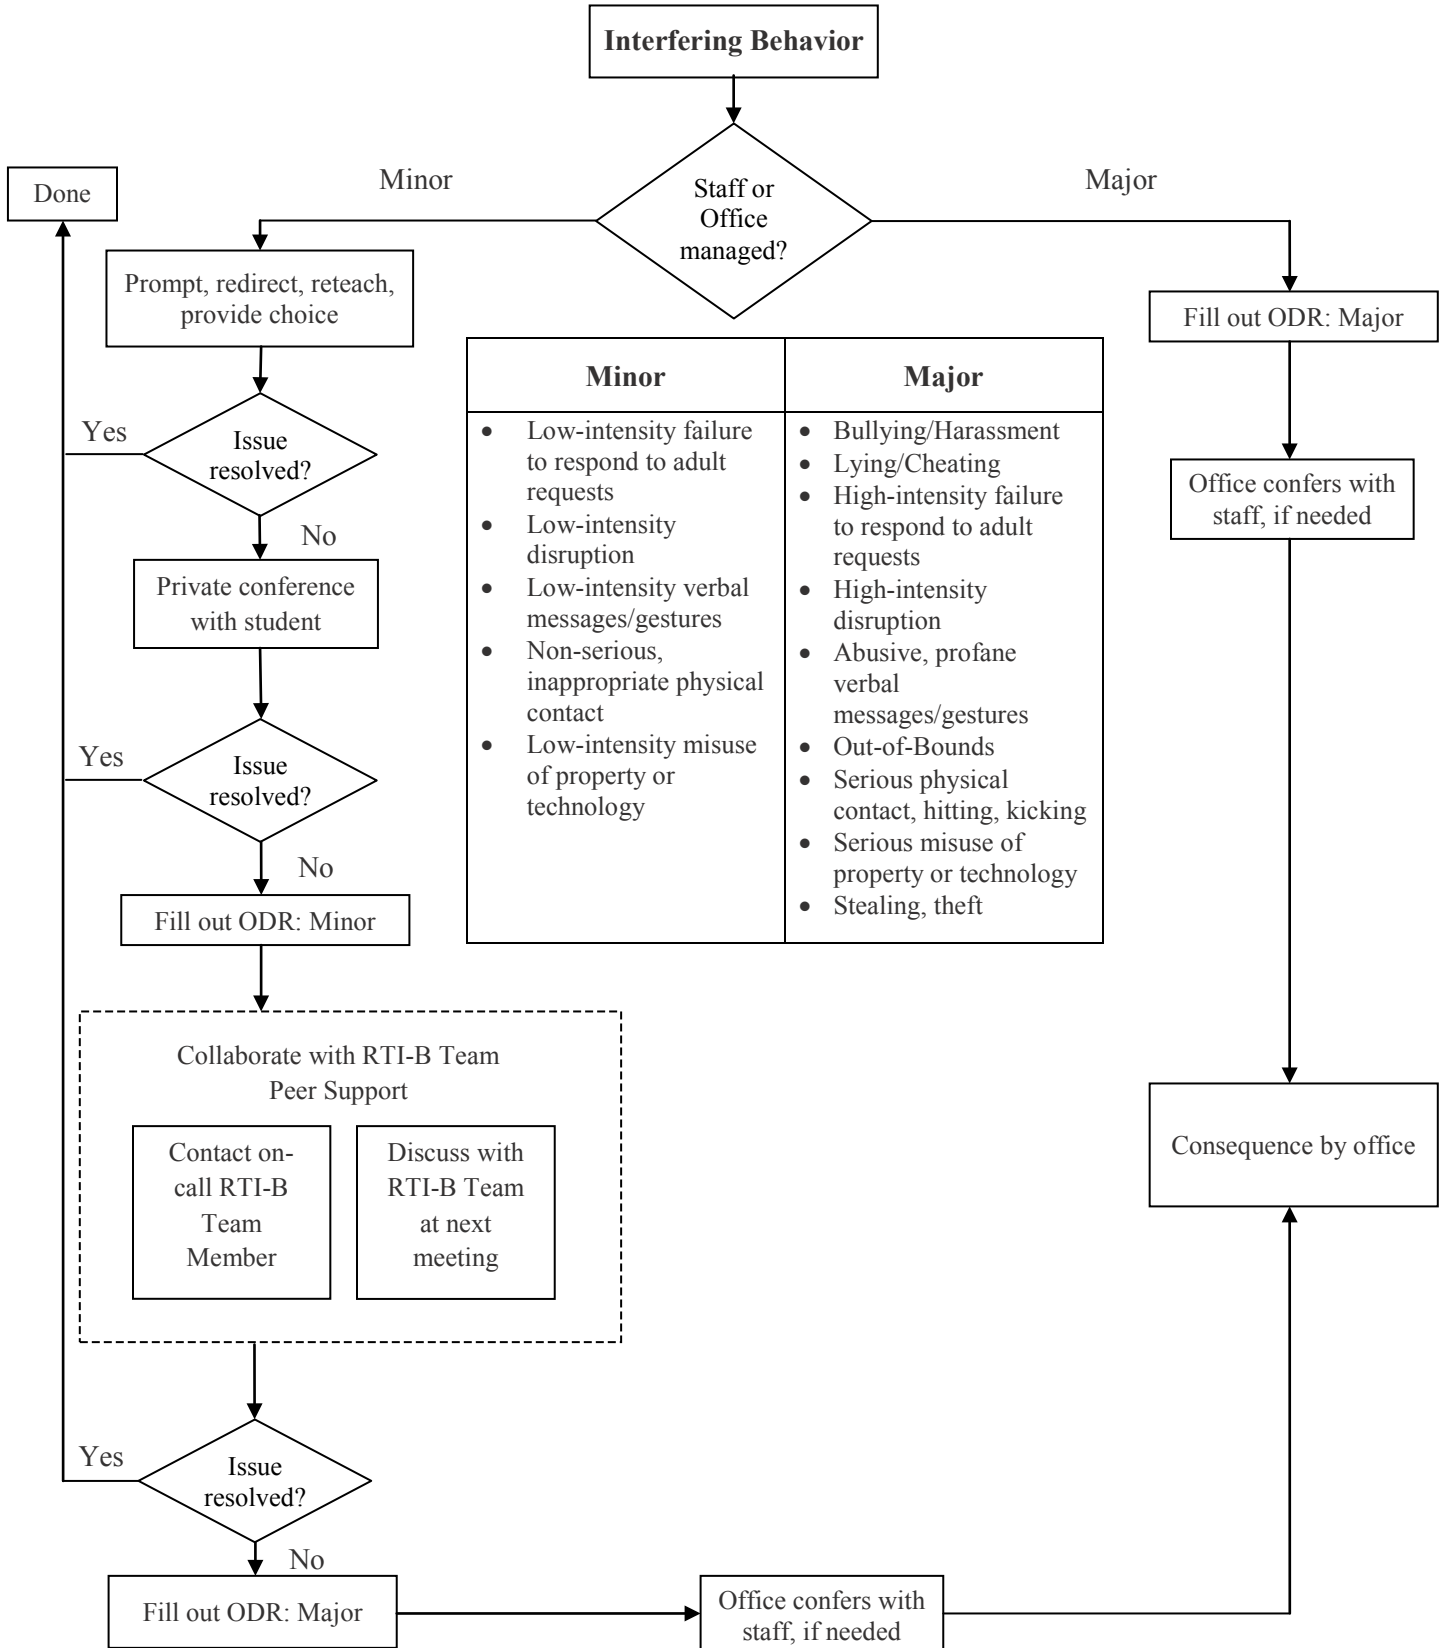 Interfering Behavior
Staff or
Office
managed?
Minor
Major
Done
Prompt, redirect, reteach,
provide choice
Issue
resolved?
Yes
No
Private conference
with student
Issue
resolved?
Yes
No
Fill out ODR: Minor
Collaborate with RTI-B Team
Peer Support
Contact on-
call RTI-B
Team
Member
Discuss with
RTI-B Team
at next
meeting
Issue
resolved?
Yes
No
Fill out ODR: Major
Office confers with
staff, if needed
Minor
• Low-intensity failure
to respond to adult
requests
• Low-intensity
disruption
• Low-intensity verbal
messages/gestures
• Non-serious,
inappropriate physical
contact
• Low-intensity misuse
of property or
technology
Major
• Bullying/Harassment
• Lying/Cheating
• High-intensity failure
to respond to adult
requests
• High-intensity
disruption
• Abusive, profane
verbal
messages/gestures
• Out-of-Bounds
• Serious physical
contact, hitting, kicking
• Serious misuse of
property or technology
• Stealing, theft
Fill out ODR: Major
Office confers with
staff, if needed
Consequence by office